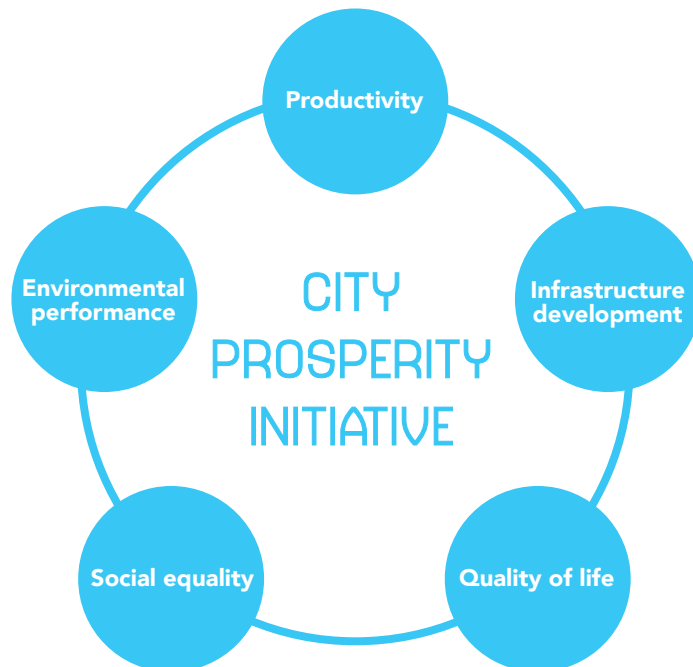 Productivity
Environmental
performance
Infrastructure
development
CITY
PROSPERITY
INITIATIVE
Social equality
Quality of life